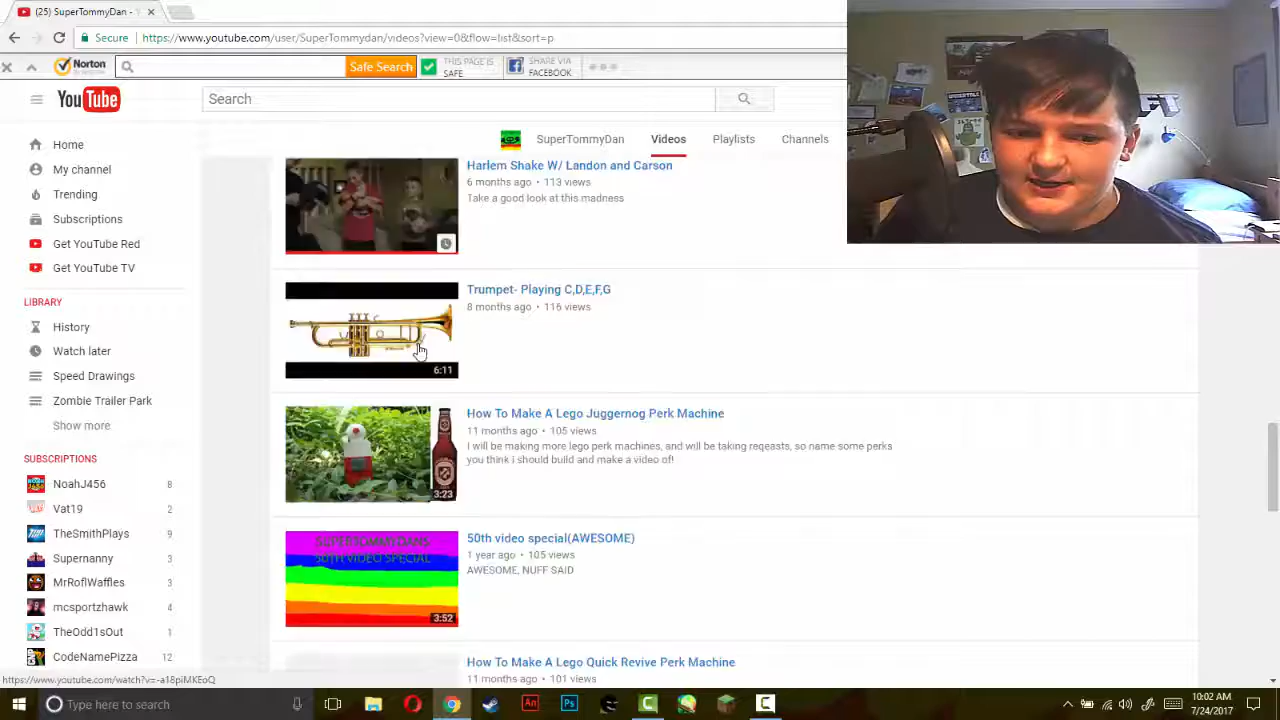 (25) SuperTommyDan - Y
Secure
https://www.youtube.com/user/SuperTommydan/videos?view=0&flow=list&sort=p
Norton
Safe Search
THIS PAGE IS
SAFE
SHARE VIA
FACEBOOK
YouTube
Search
SuperTommyDan
Videos
Playlists
Channels
Home
My channel
Trending
Subscriptions
Get YouTube Red
Get YouTube TV
LIBRARY
History
Watch later
Speed Drawings
Zombie Trailer Park
Show more
SUBSCRIPTIONS
NoahJ456 8
Vat19 2
TheSmithPlays 9
Supernanny 3
MrRoflWaffles 3
mcsportzhawk 4
TheOdd1sOut 1
CodeNamePizza 12
Harlem Shake W/ Landon and Carson
6 months ago • 113 views
Take a good look at this madness
Trumpet- Playing C,D,E,F,G
8 months ago • 116 views
6:11
How To Make A Lego Juggernog Perk Machine
11 months ago • 105 views
I will be making more lego perk machines, and will be taking reqeasts, so name some perks
you think i should build and make a video of!
3:23
50th video special(AWESOME)
1 year ago • 105 views
AWESOME, NUFF SAID
SUPERTOMMYDANS
50TH VIDEO SPECIAL
3:52
How To Make A Lego Quick Revive Perk Machine
11 months ago • 101 views
https://www.youtube.com/watch?v=-a18piMKEoQ
Type here to search
An
Ps
10:02 AM
7/24/2017